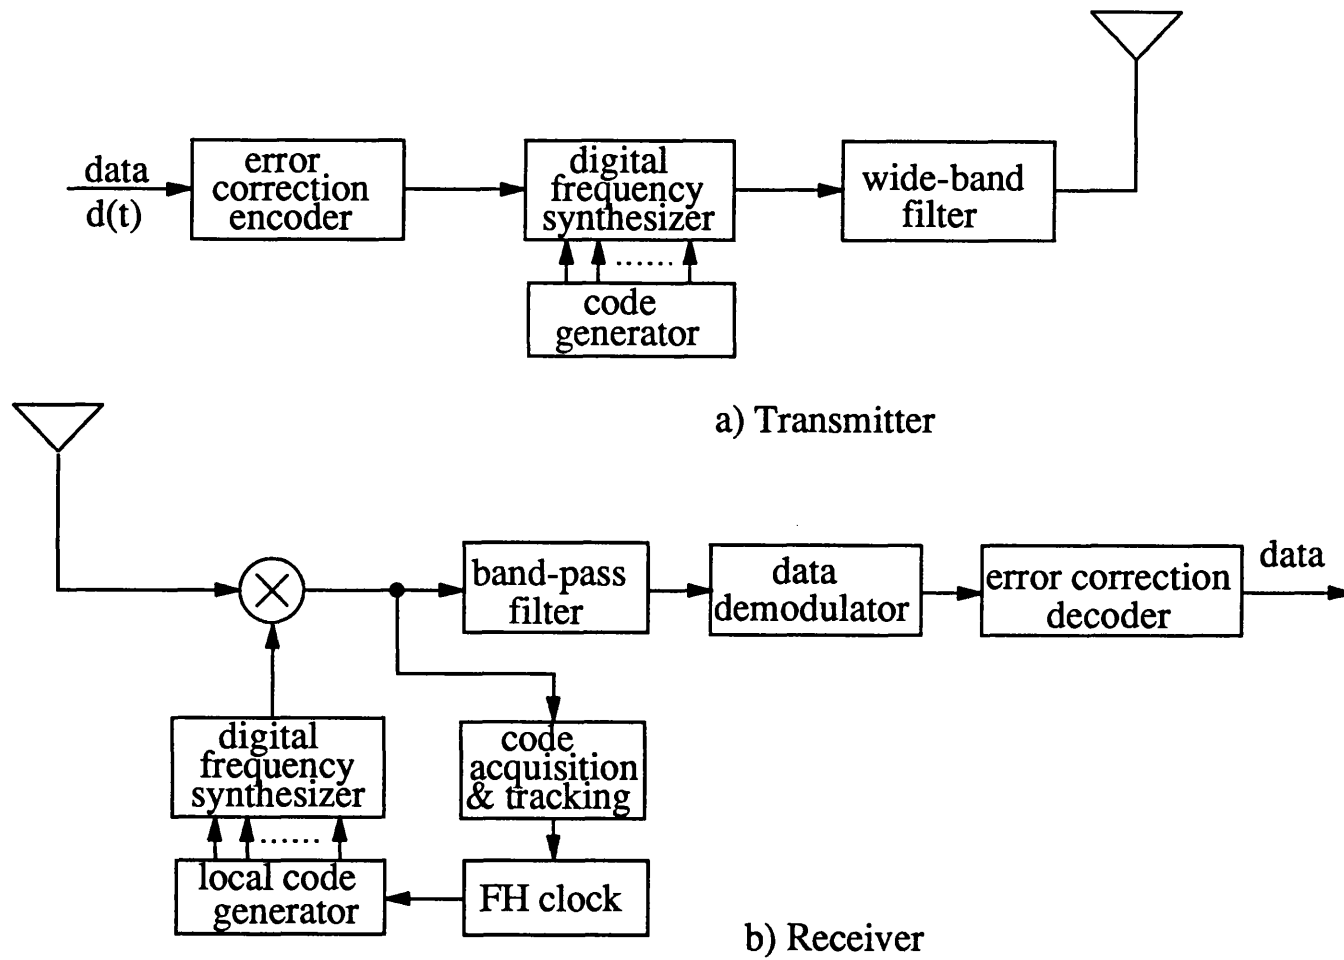 data
d(t)
error
correction
encoder
digital
frequency
synthesizer
wide-band
filter
......
code
generator
a) Transmitter
band-pass
filter
data
demodulator
error correction
decoder
data
digital
frequency
synthesizer
code
acquisition
& tracking
......
local code
generator
FH clock
b) Receiver